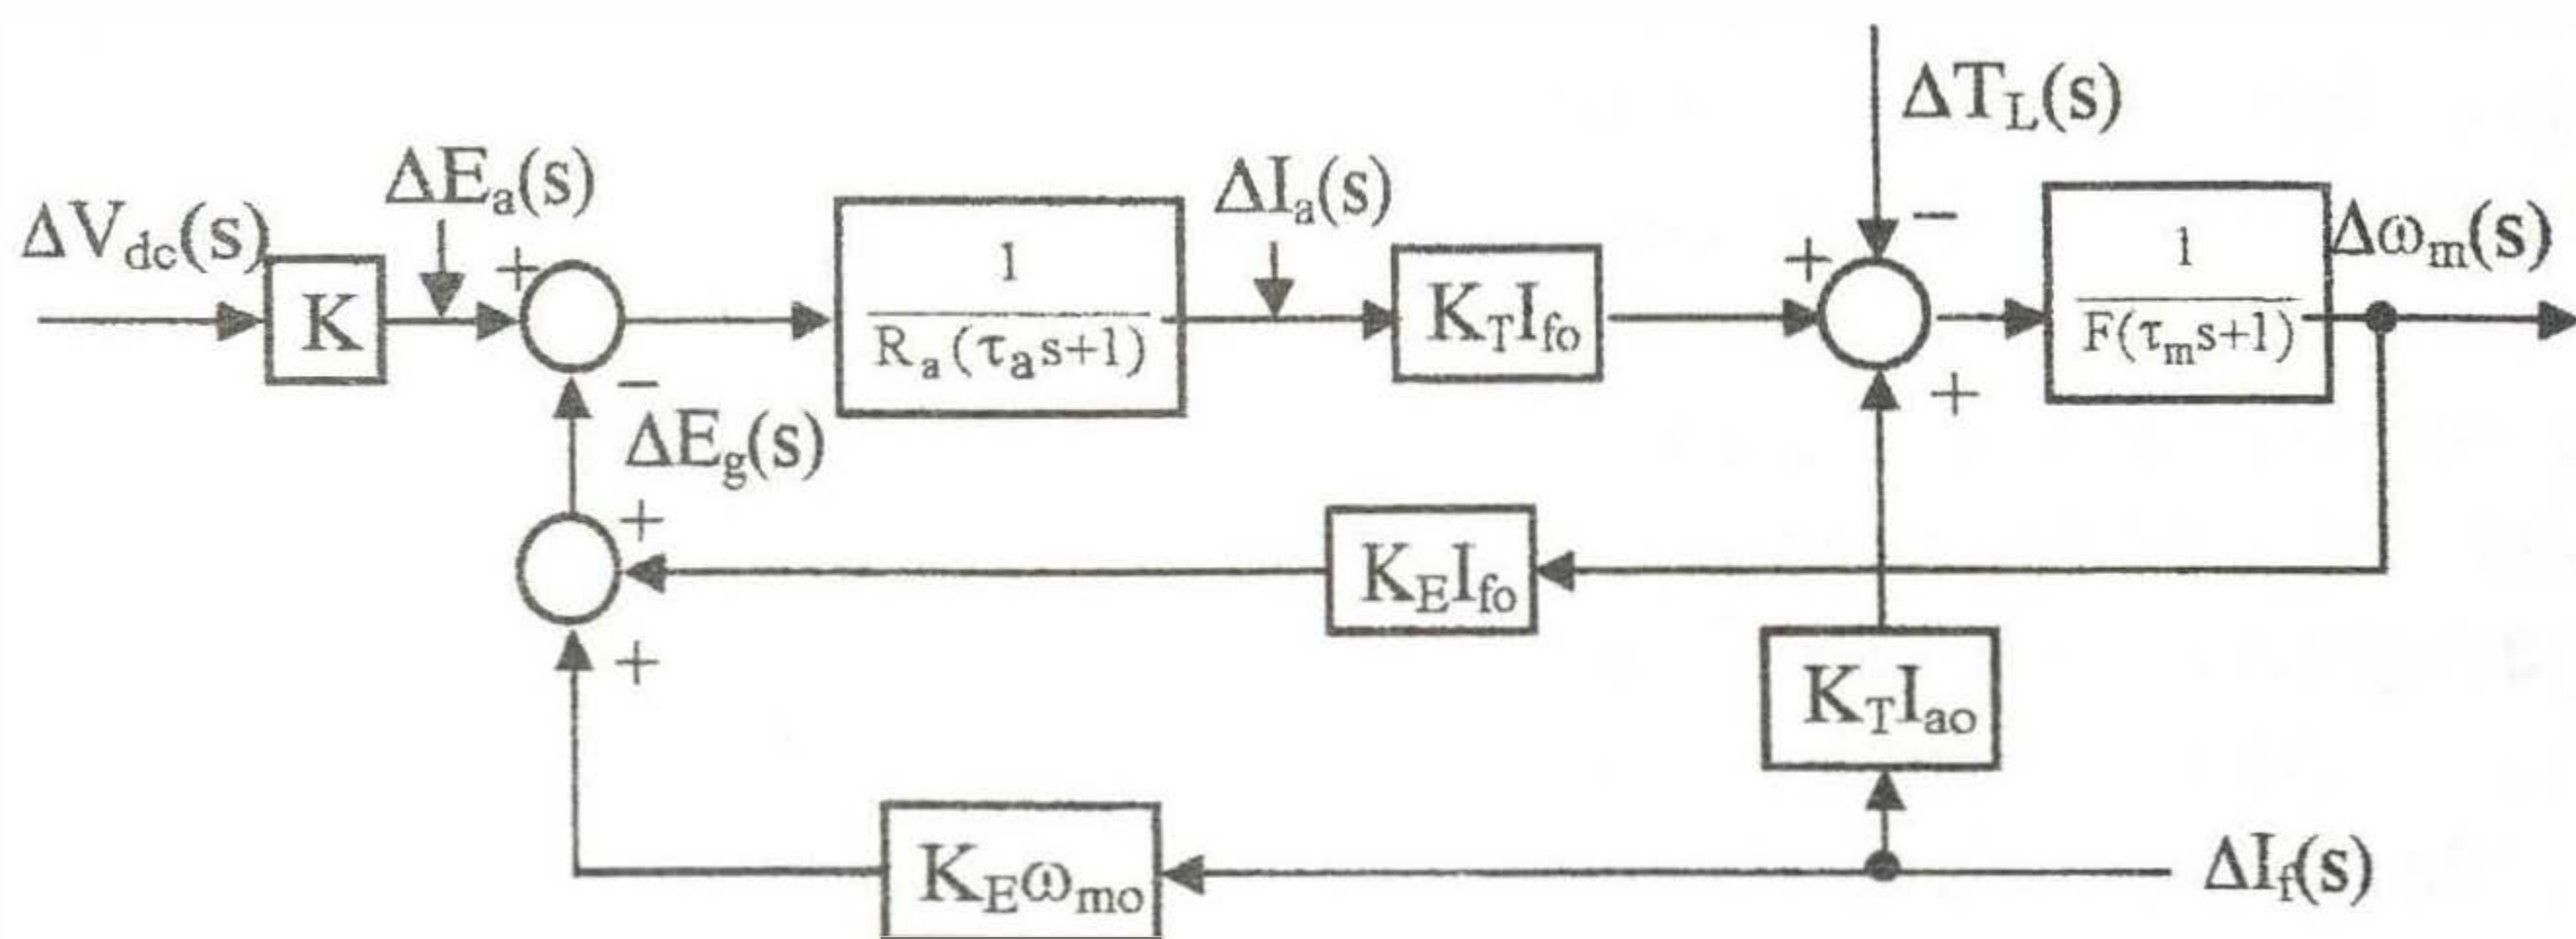 ΔT_L(s)
ΔE_a(s)
ΔI_a(s)
ΔV_dc(s)
Δω_m(s)
+
−
+
K
1
R_a(τ_a s+1)
K_T I_fo
1
F(τ_m s+1)
−
+
ΔE_g(s)
+
K_E I_fo
+
K_T I_ao
K_E ω_mo
ΔI_f(s)